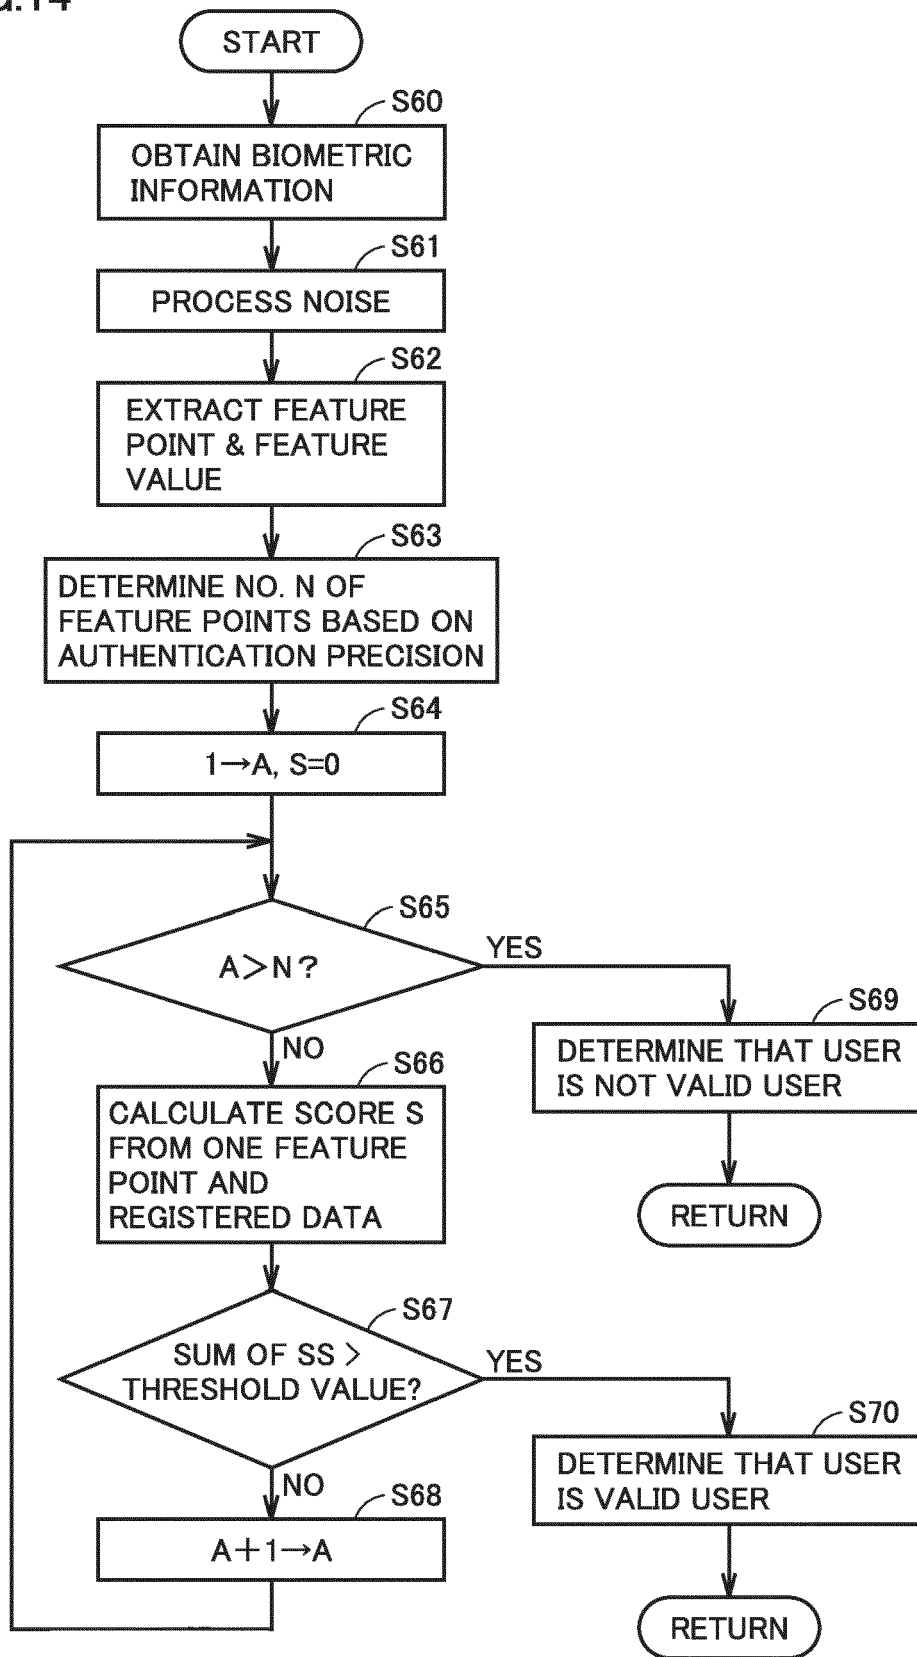 START
S60
OBTAIN BIOMETRIC
INFORMATION
S61
PROCESS NOISE
S62
EXTRACT FEATURE
POINT & FEATURE
VALUE
S63
DETERMINE NO. N OF
FEATURE POINTS BASED ON
AUTHENTICATION PRECISION
S64
1→A, S=0
S65
A>N?
YES
NO
S69
DETERMINE THAT USER
IS NOT VALID USER
RETURN
S66
CALCULATE SCORE S
FROM ONE FEATURE
POINT AND
REGISTERED DATA
S67
SUM OF SS >
THRESHOLD VALUE?
YES
NO
S70
DETERMINE THAT USER
IS VALID USER
RETURN
S68
A+1→A